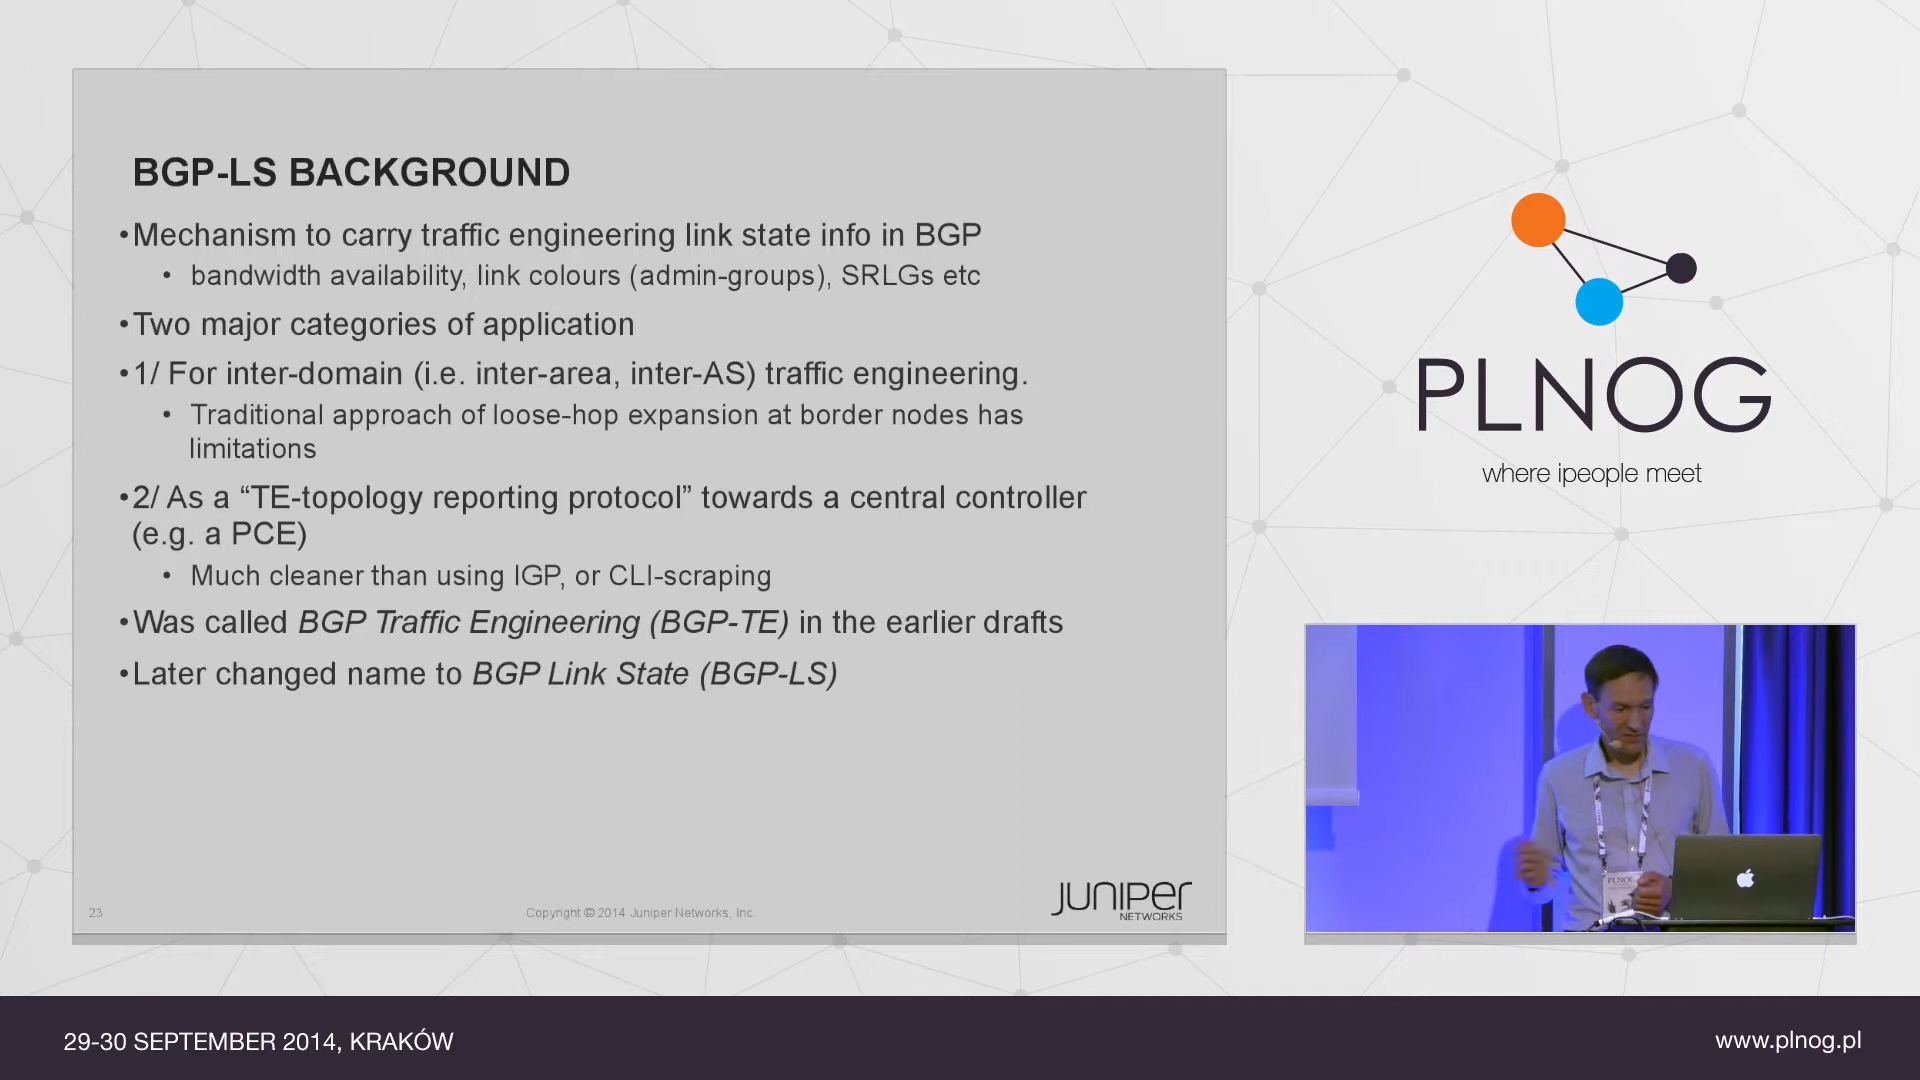 BGP-LS BACKGROUND
•Mechanism to carry traffic engineering link state info in BGP
• bandwidth availability, link colours (admin-groups), SRLGs etc
•Two major categories of application
•1/ For inter-domain (i.e. inter-area, inter-AS) traffic engineering.
• Traditional approach of loose-hop expansion at border nodes has
limitations
•2/ As a “TE-topology reporting protocol” towards a central controller
(e.g. a PCE)
• Much cleaner than using IGP, or CLI-scraping
•Was called BGP Traffic Engineering (BGP-TE) in the earlier drafts
•Later changed name to BGP Link State (BGP-LS)
23
Copyright © 2014 Juniper Networks, Inc.
JUNIPER
NETWORKS
PLNOG
where ipeople meet
PLNOG
29-30 SEPTEMBER 2014, KRAKÓW
www.plnog.pl